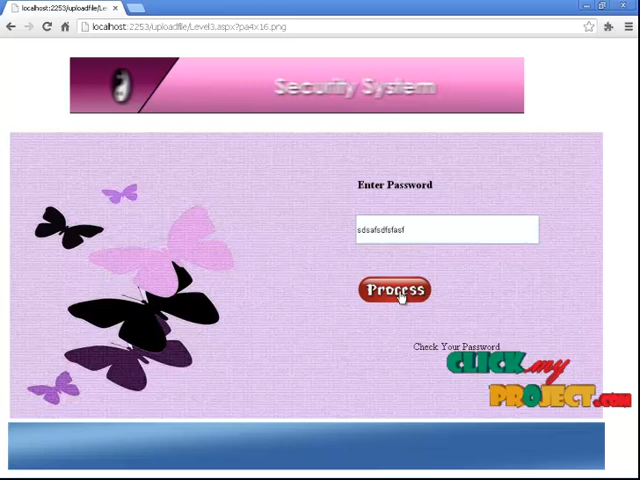 localhost:2253/uploadfile/Le
localhost:2253/uploadfile/Level3.aspx?pa4x16.png
Security System
Enter Password
sdsafsdfsfasf
Process
Check Your Password
CLICK my
PROJECT.com